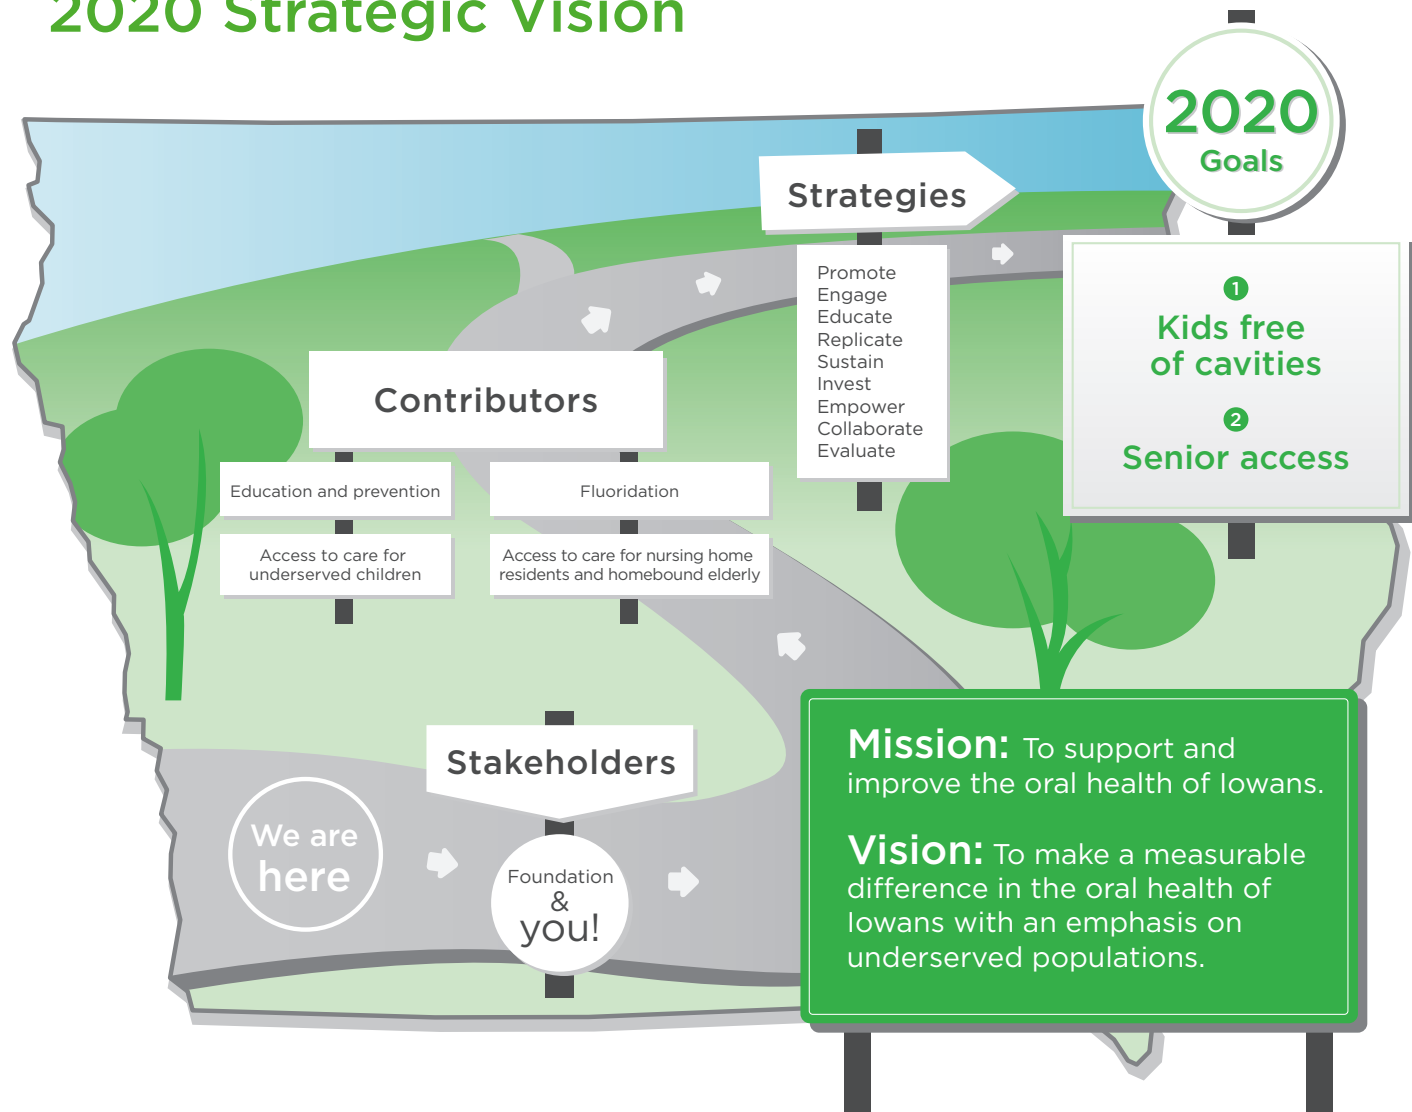 2020 Strategic Vision
2020
Goals
1
Kids free
of cavities
2
Senior access
Strategies
Promote
Engage
Educate
Replicate
Sustain
Invest
Empower
Collaborate
Evaluate
Contributors
Education and prevention
Fluoridation
Access to care for
underserved children
Access to care for nursing home
residents and homebound elderly
Stakeholders
Foundation
&
you!
We are
here
Mission: To support and
improve the oral health of Iowans.
Vision: To make a measurable
difference in the oral health of
Iowans with an emphasis on
underserved populations.